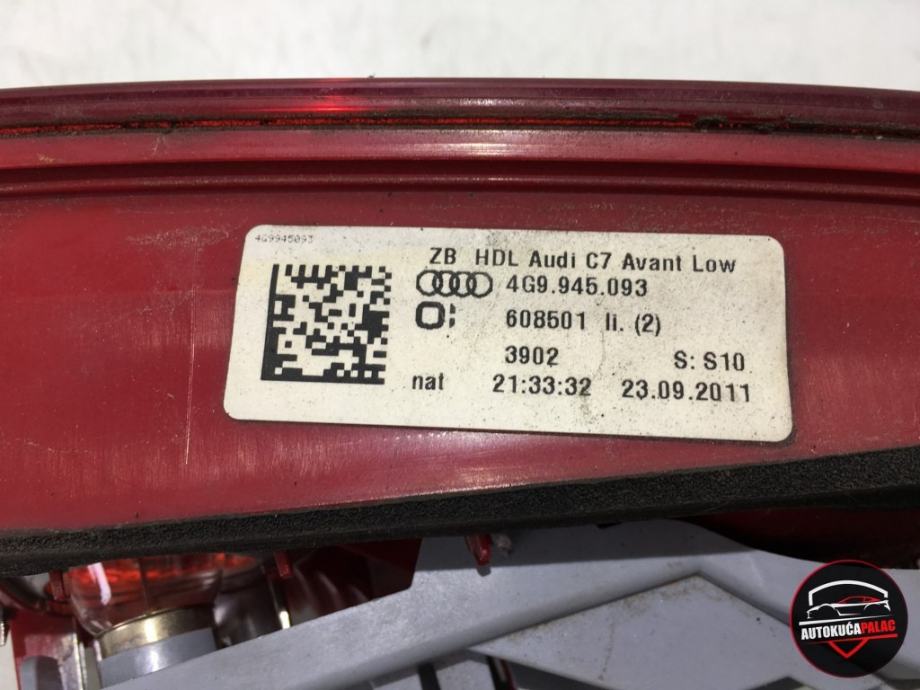 4G9945093
ZB HDL Audi C7 Avant Low
4G9.945.093
608501 li. (2)
3902 S: S10
nat 21:33:32 23.09.2011
AUTOKUĆAPALAC